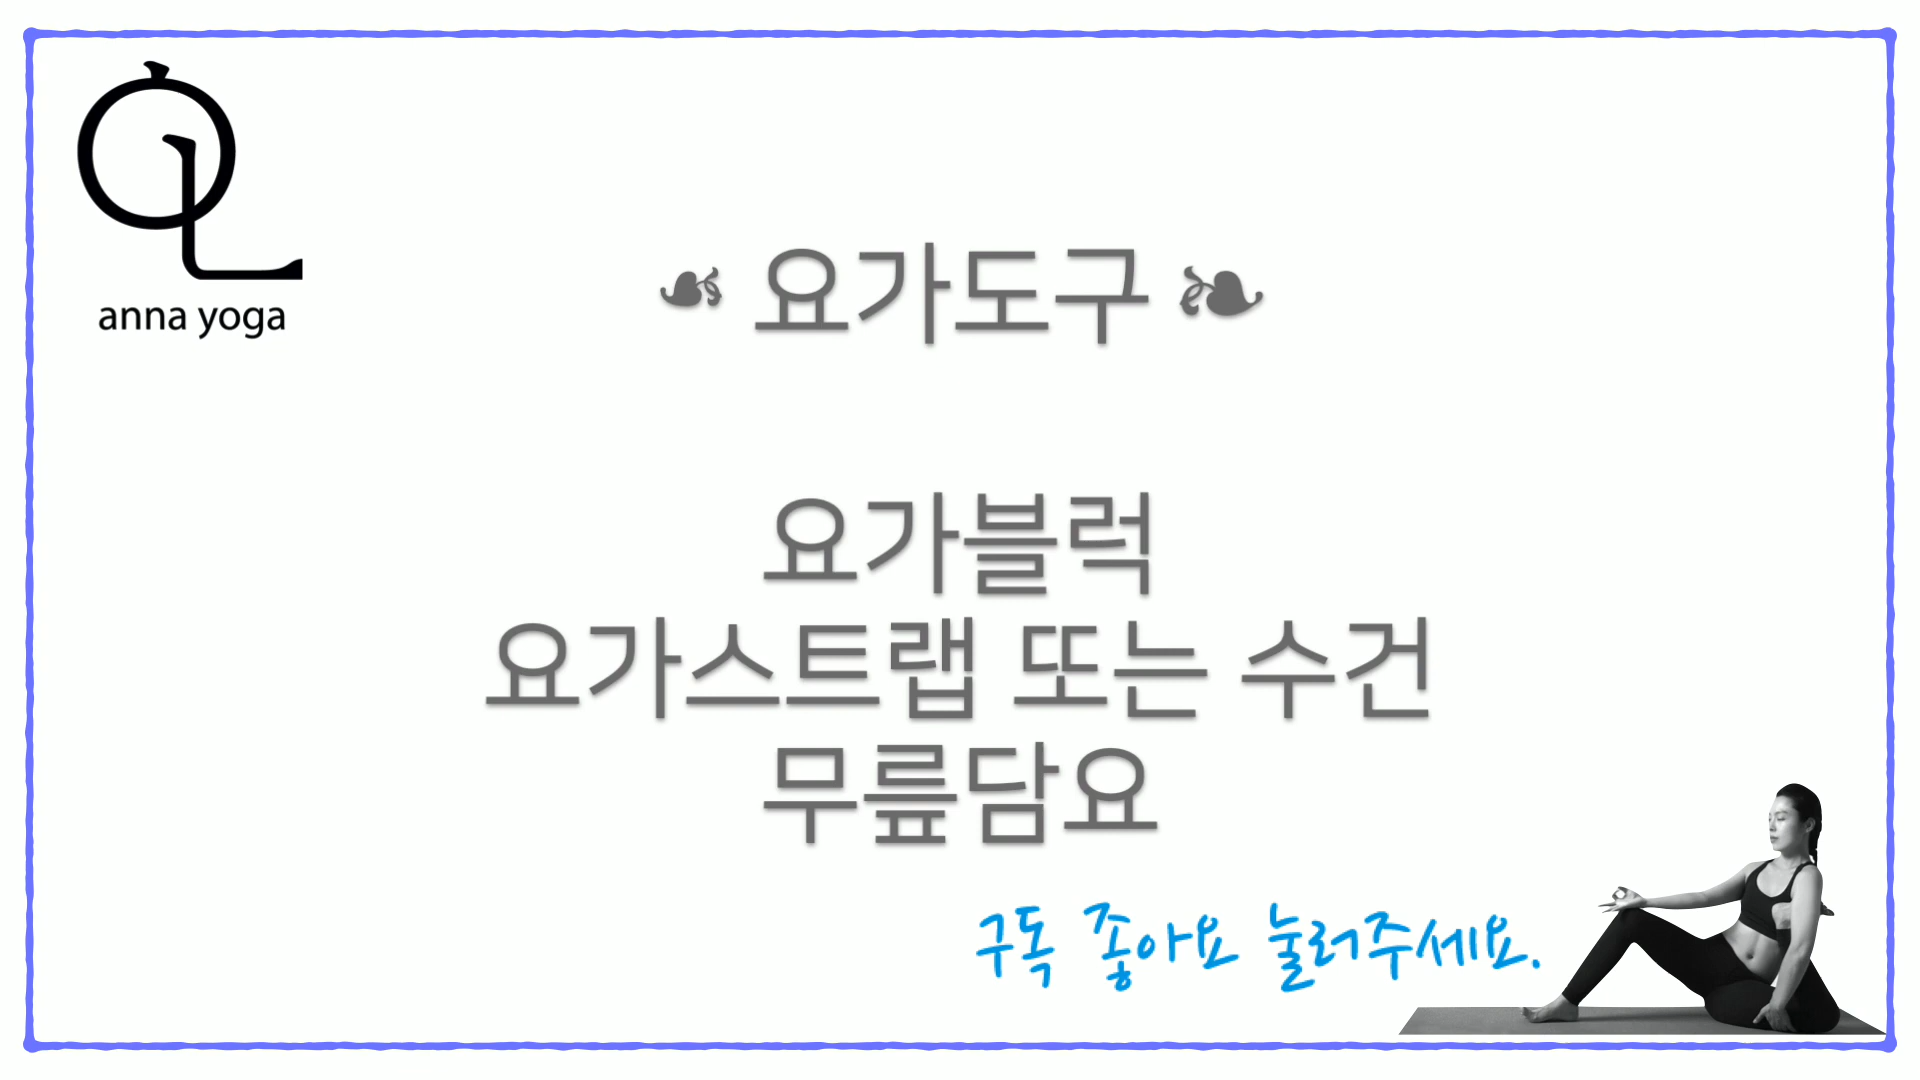 anna yoga
☙ 요가도구 ❧
요가블럭
요가스트랩 또는 수건
무릎담요
구독 좋아요 눌러주세요.